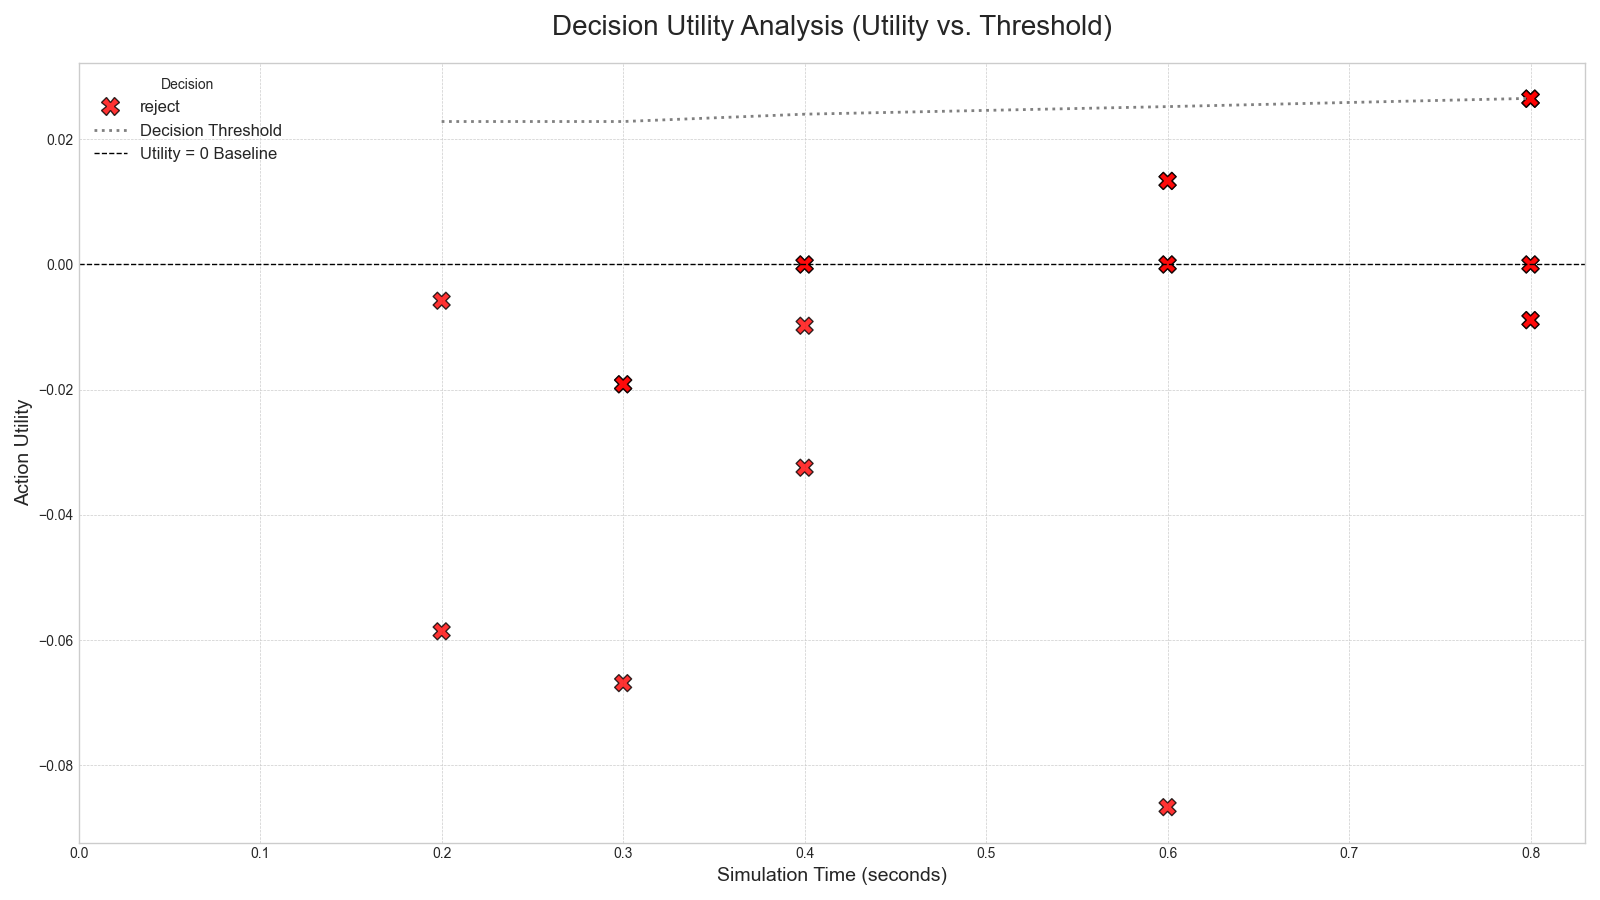 Decision Utility Analysis (Utility vs. Threshold)
Decision
reject
Decision Threshold
Utility = 0 Baseline
Action Utility
0.02
0.00
−0.02
−0.04
−0.06
−0.08
0.0 0.1 0.2 0.3 0.4 0.5 0.6 0.7 0.8
Simulation Time (seconds)